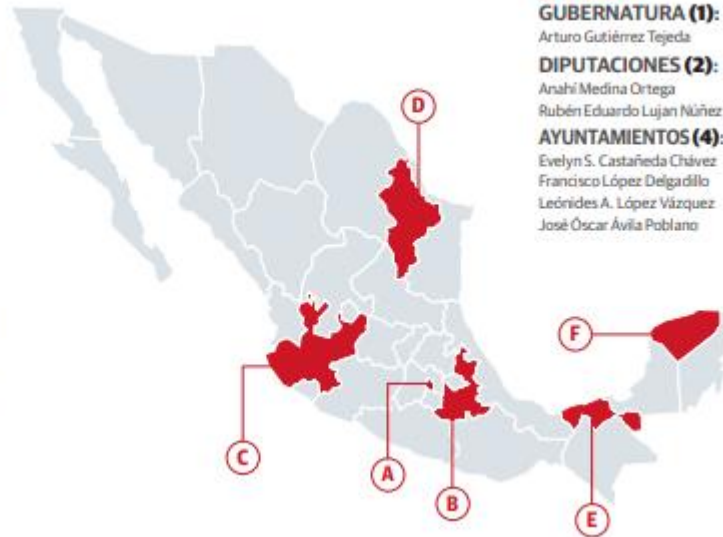 GUBERNATURA (1):
Arturo Gutiérrez Tejeda
DIPUTACIONES (2):
Anahí Medina Ortega
Rubén Eduardo Lujan Núñez
AYUNTAMIENTOS (4):
Evelyn S. Castañeda Chávez
Francisco López Delgadillo
Leónides A. López Vázquez
José Óscar Ávila Poblano
D
F
C
A
B
E